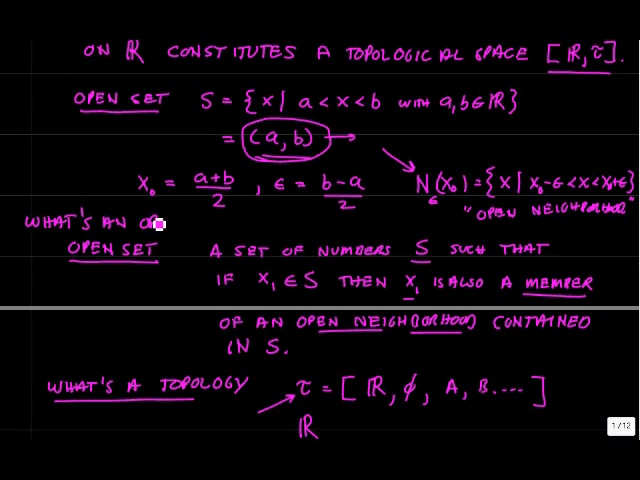 ON ℝ CONSTITUTES A TOPOLOGICAL SPACE [ℝ, τ].
OPEN SET S = {x | a < x < b WITH a, b ∈ ℝ}
= (a, b) →
x₀ = (a+b)/2 , ϵ = (b-a)/2 N_ϵ(x₀) = {x | x₀-ϵ < x < x₀+ϵ}
"OPEN NEIGHBORHOOD"
WHAT'S AN
OPEN SET A SET OF NUMBERS S SUCH THAT
IF x₁ ∈ S THEN x₁ IS ALSO A MEMBER
OF AN OPEN NEIGHBORHOOD CONTAINED
IN S.
WHAT'S A TOPOLOGY τ = [ℝ, ϕ, A, B....]
ℝ
1/12